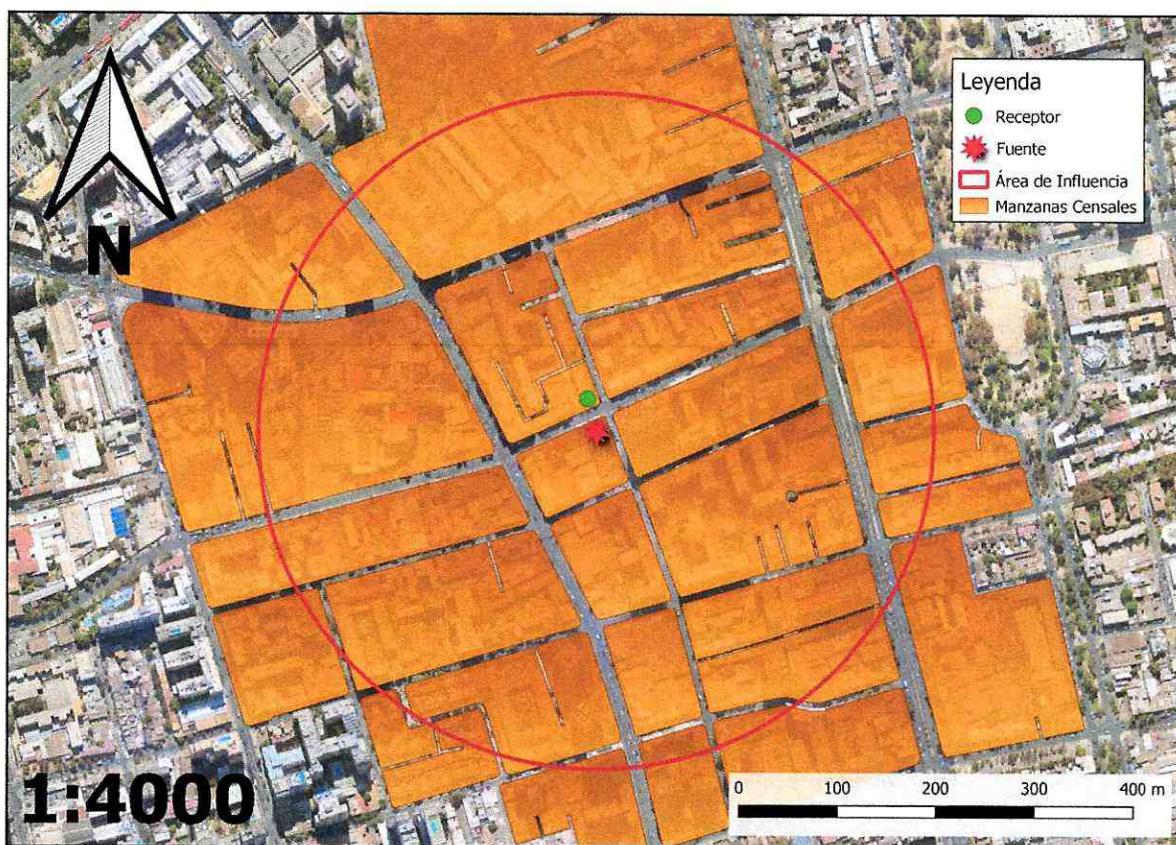 N
Leyenda
Receptor
Fuente
Área de Influencia
Manzanas Censales
1:4000
0 100 200 300 400 m